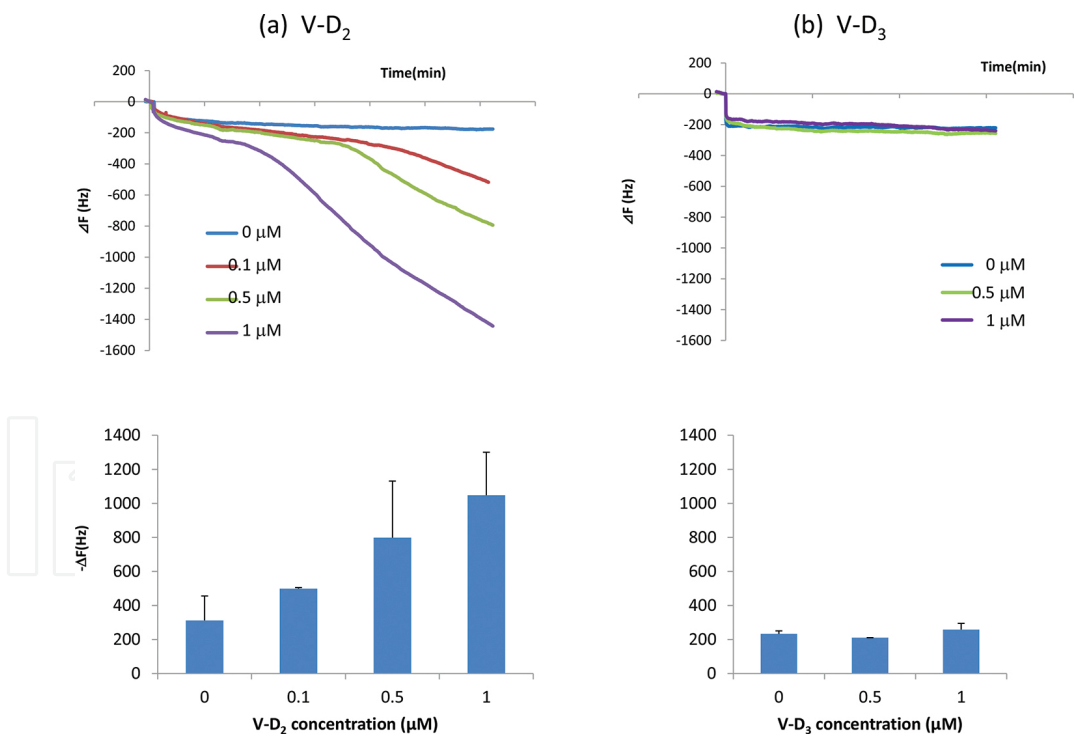 (a) V-D2
(b) V-D3
Time(min)
200
0
-200
-400
-600
-800
-1000
-1200
-1400
-1600
ΔF (Hz)
0 μM
0.1 μM
0.5 μM
1 μM
Time(min)
200
0
-200
-400
-600
-800
-1000
-1200
-1400
-1600
ΔF (Hz)
0 μM
0.5 μM
1 μM
1400
1200
1000
800
600
400
200
0
-ΔF(Hz)
0 0.1 0.5 1
V-D2 concentration (μM)
1400
1200
1000
800
600
400
200
0
0 0.5 1
V-D3 concentration (μM)